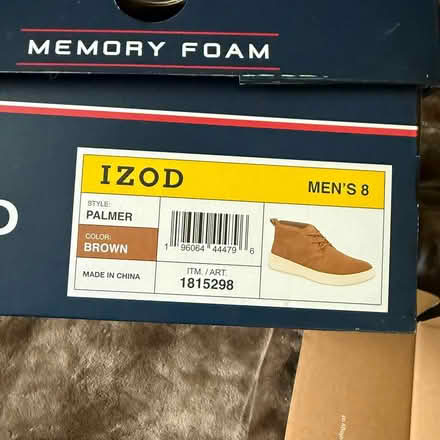 MEMORY FOAM
IZOD
MEN'S 8
STYLE:
PALMER
COLOR:
BROWN
MADE IN CHINA
1 96064 44479 6
ITM. / ART.
1815298
D